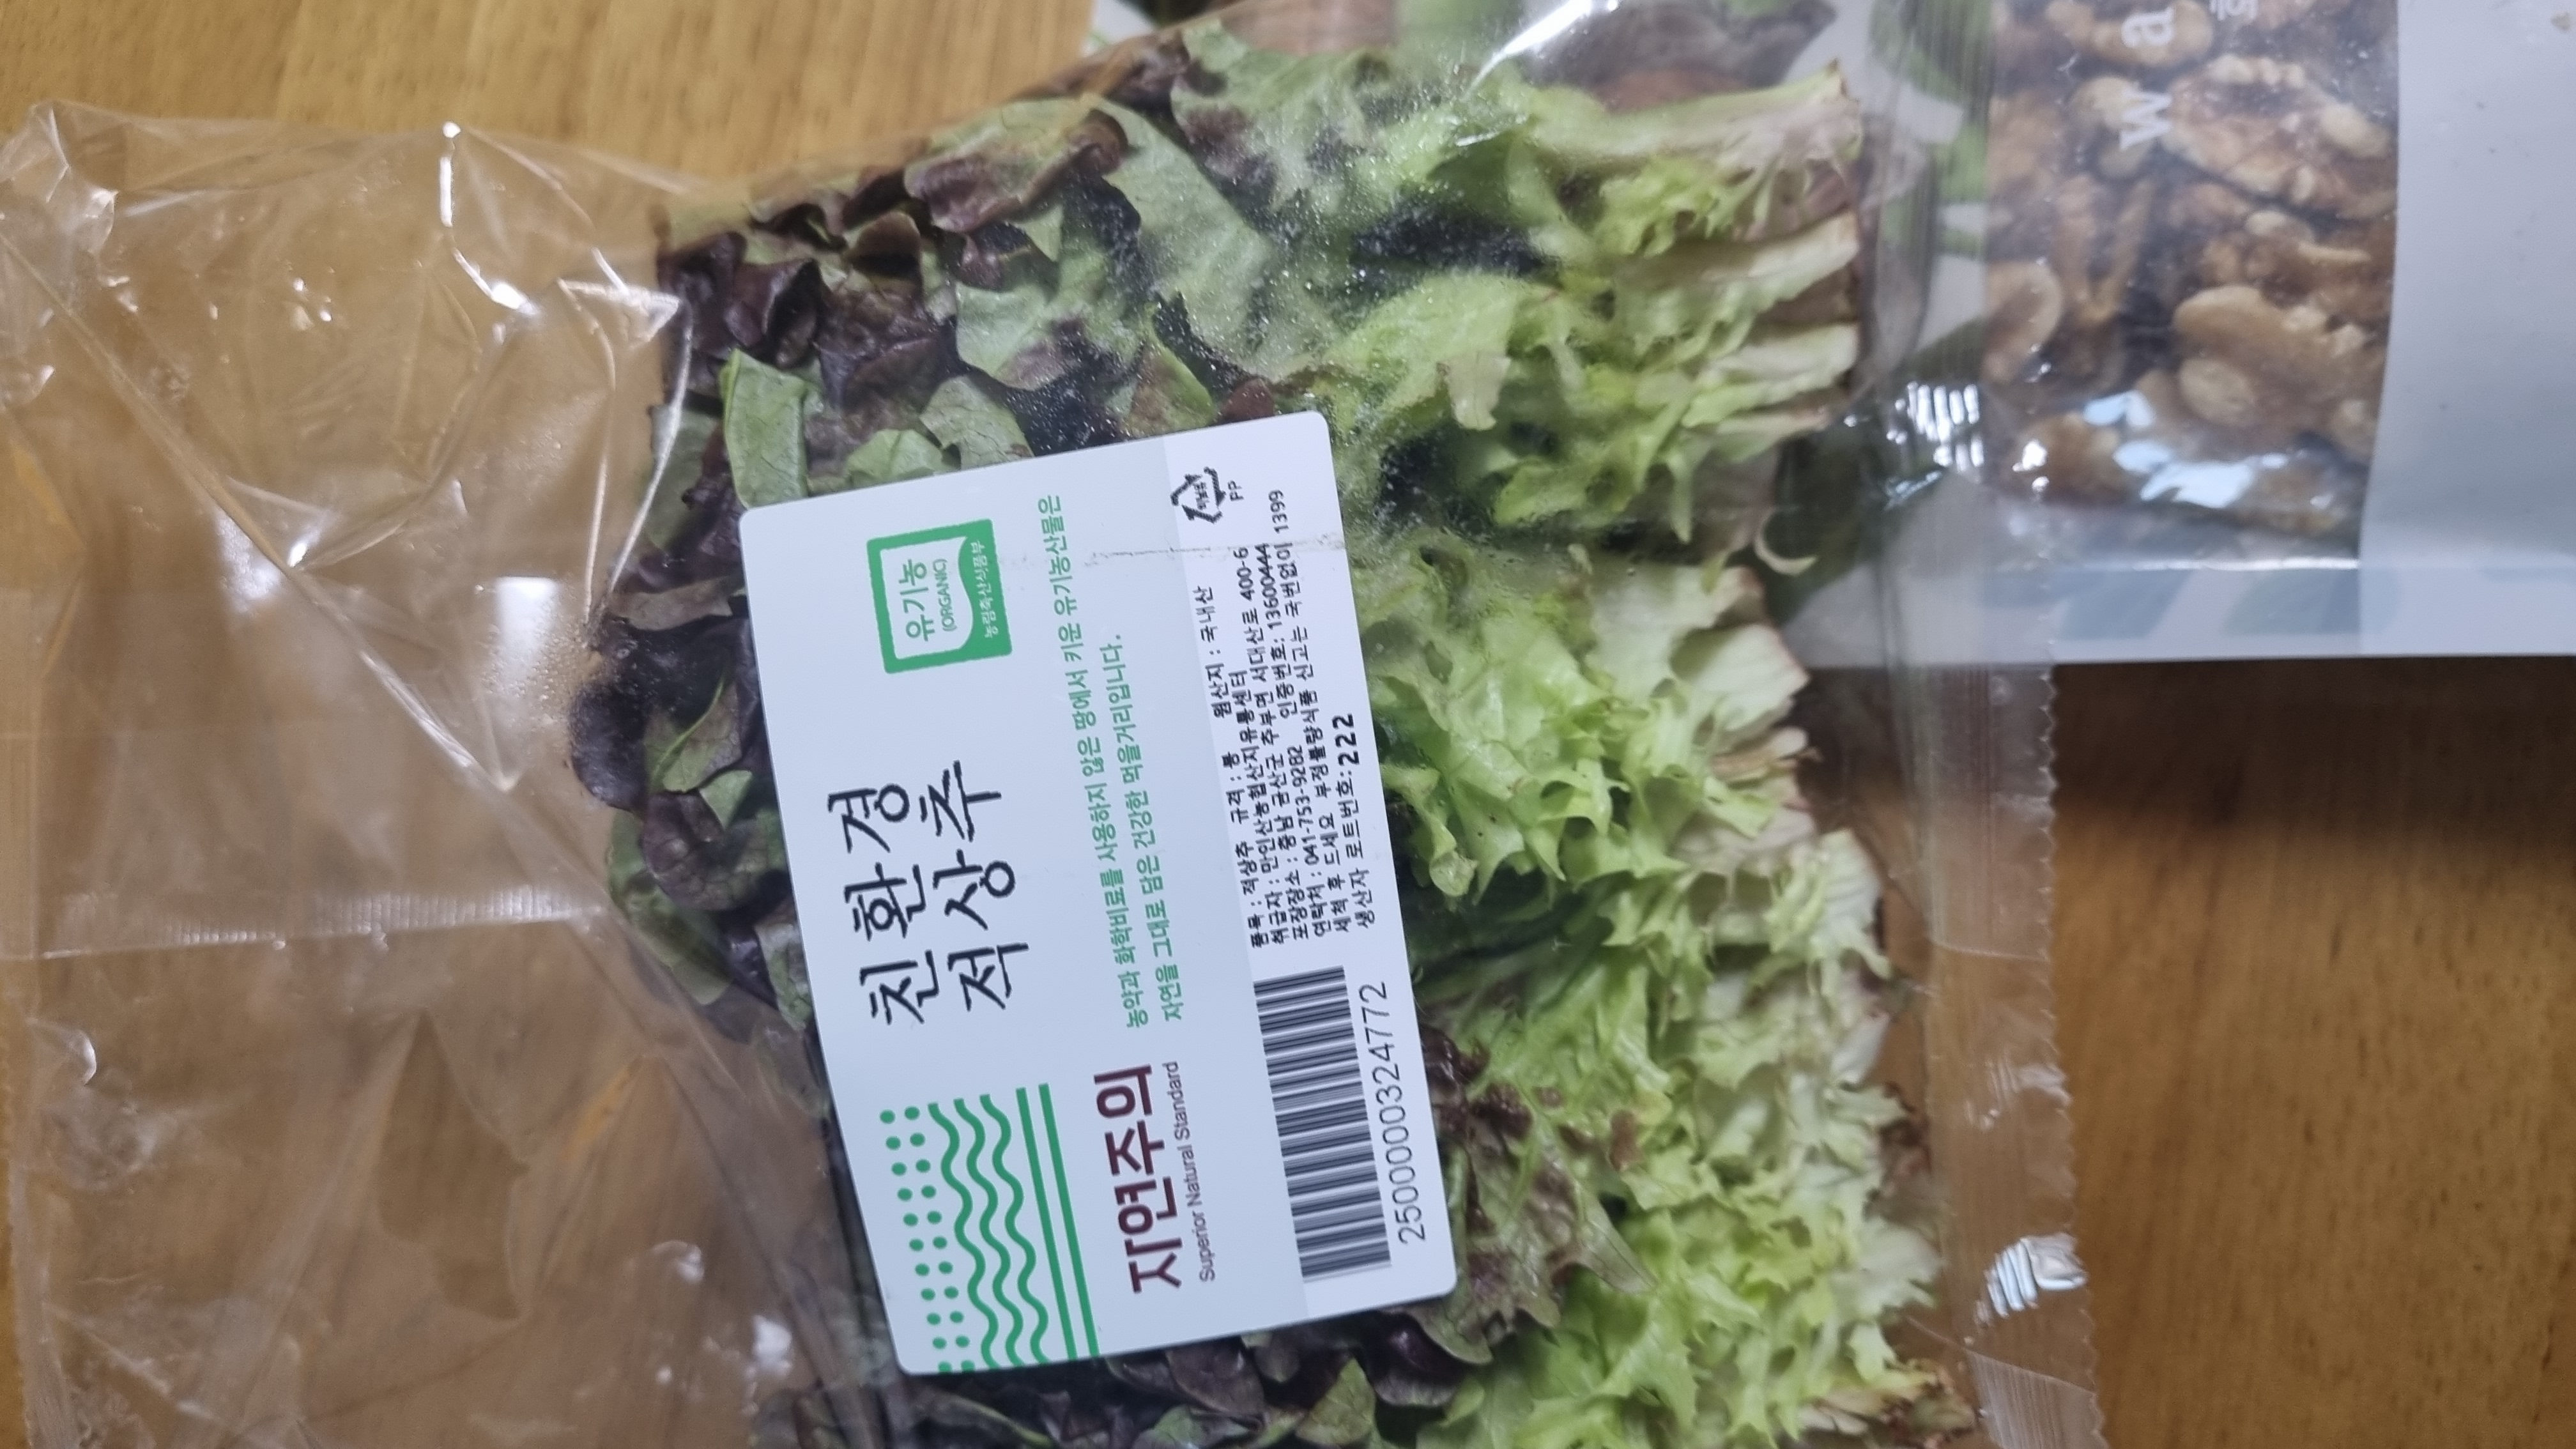 친환경
적상추
유기농
(ORGANIC)
농림축산식품부
자연주의
Superior Natural Standard
농약과 화학비료를 사용하지 않은 땅에서 키운 유기농산물은
자연을 그대로 담은 건강한 먹을거리입니다.
품목 : 적상추 규격 : 봉 원산지 : 국내산
취급자 : 만인산농협산지유통센터
포장장소 : 충남 금산군 추부면 서대산로 400-6
연락처 : 041-753-9282 인증번호: 13600444
세척 후 드세요 부정불량식품 신고는 국번없이 1399
생산자 로트번호: 222
PP
2500000324772
wa